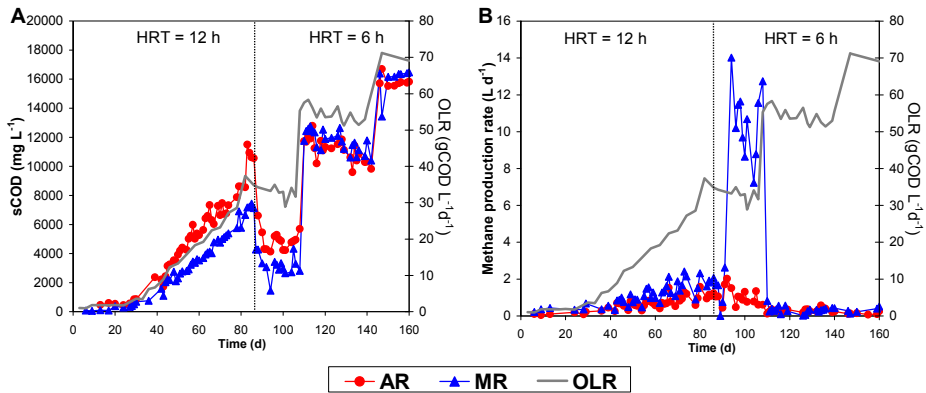 A
B
HRT = 12 h
HRT = 6 h
sCOD (mg L⁻¹)
20000
18000
16000
14000
12000
10000
8000
6000
4000
2000
0
80
70
60
50
40
30
20
10
0
OLR (gCOD L⁻¹d⁻¹)
0 20 40 60 80 100 120 140 160
Time (d)
HRT = 12 h
HRT = 6 h
Methane production rate (L d⁻¹)
16
14
12
10
8
6
4
2
0
80
70
60
50
40
30
20
10
0
OLR (gCOD L⁻¹d⁻¹)
0 20 40 60 80 100 120 140 160
Time (d)
AR MR OLR